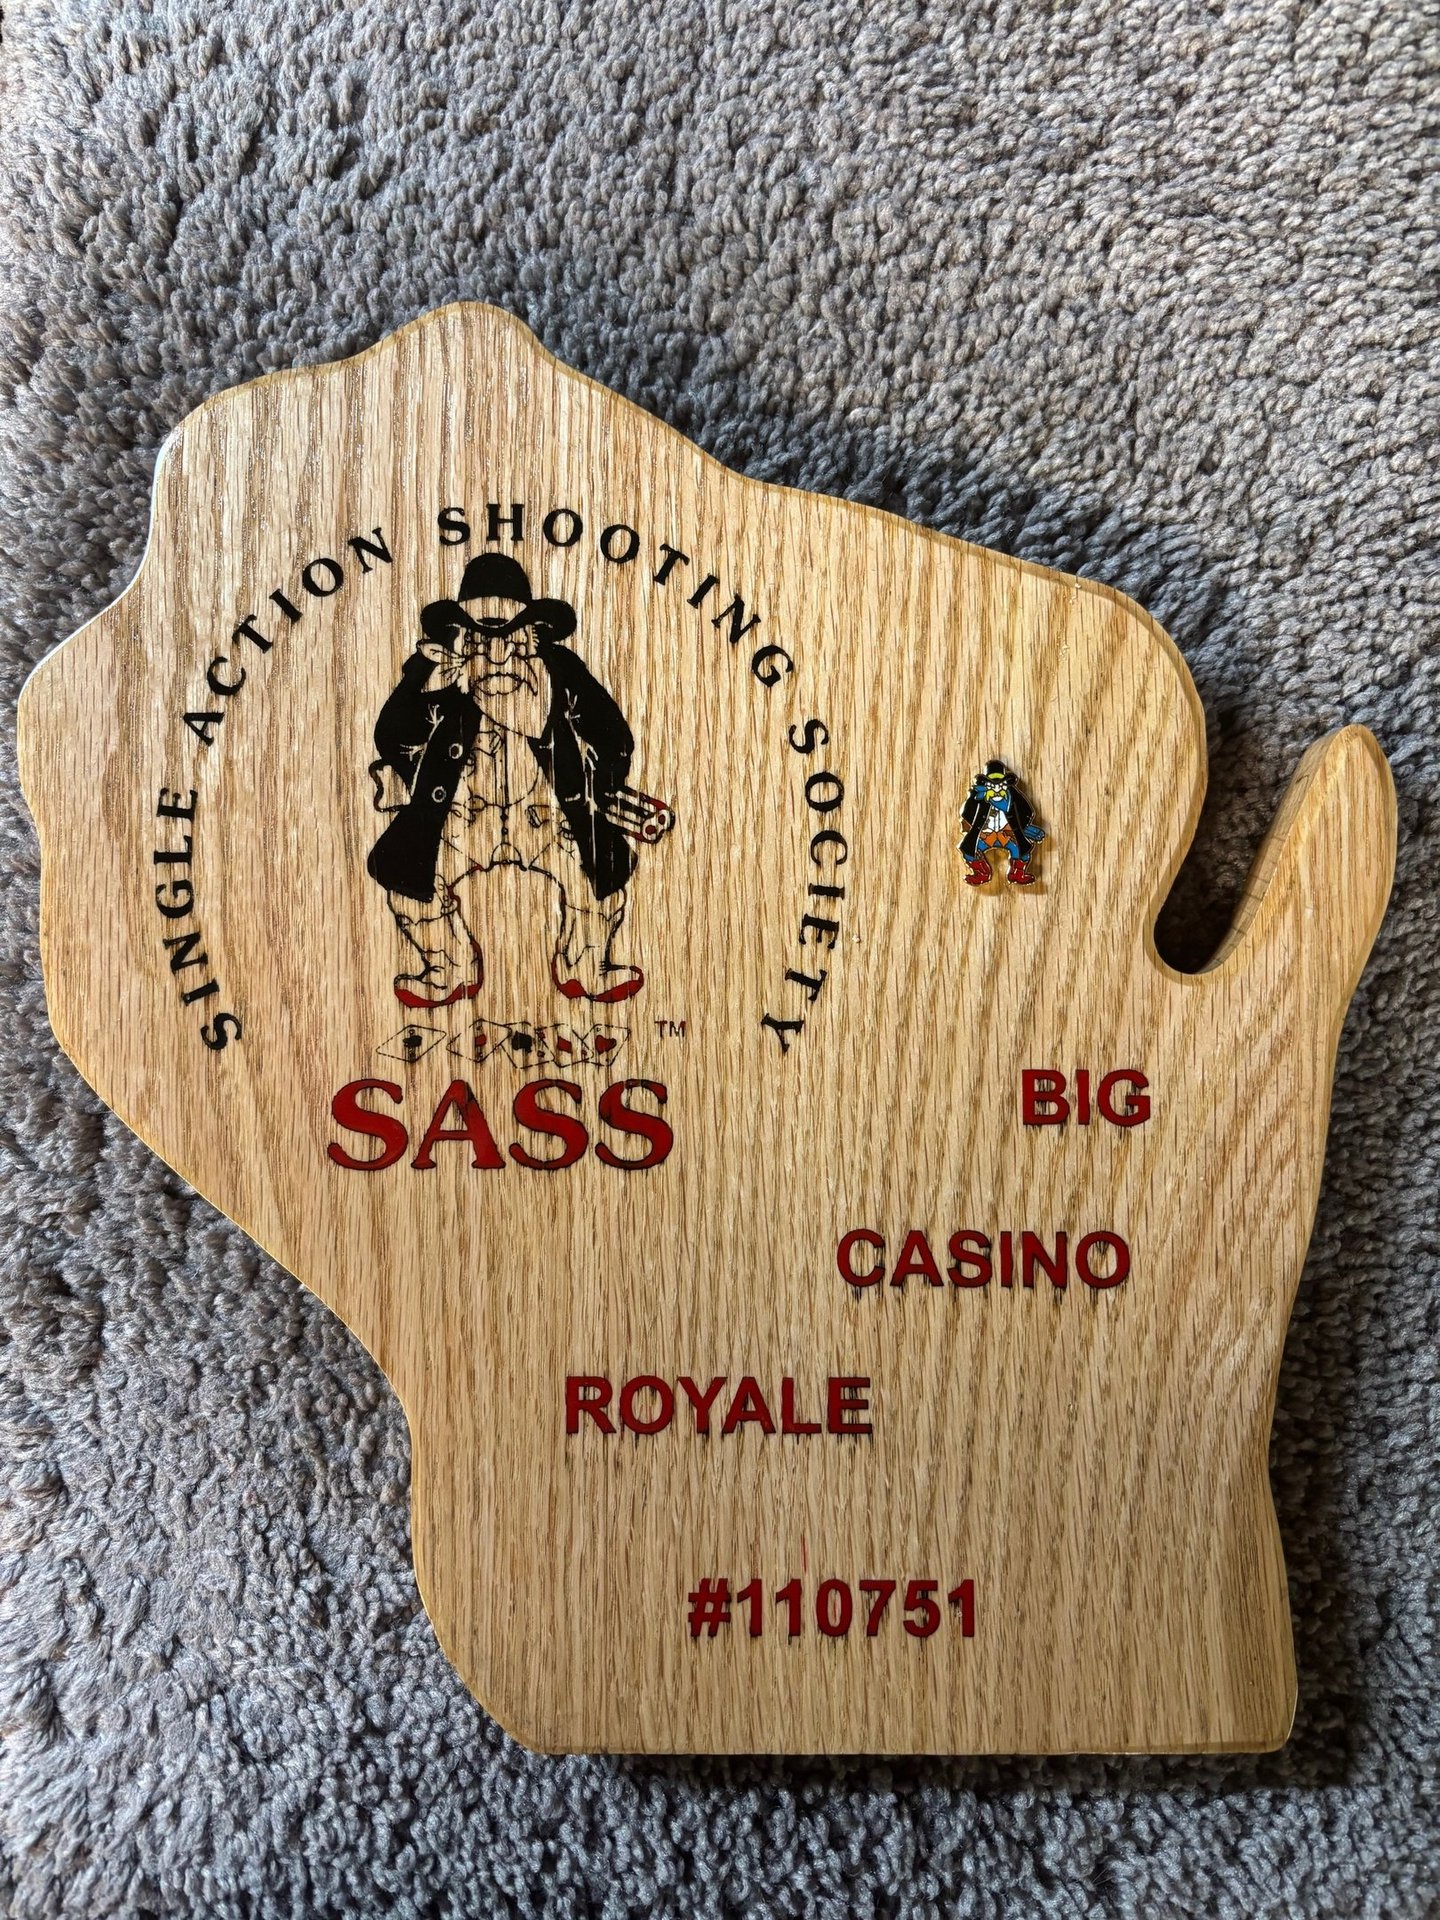 SINGLE ACTION SHOOTING SOCIETY
TM
SASS
BIG
CASINO
ROYALE
#110751